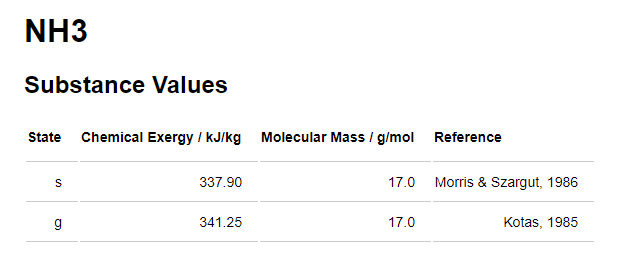 NH3
Substance Values
State Chemical Exergy / kJ/kg Molecular Mass / g/mol Reference
s 337.90 17.0 Morris & Szargut, 1986
g 341.25 17.0 Kotas, 1985